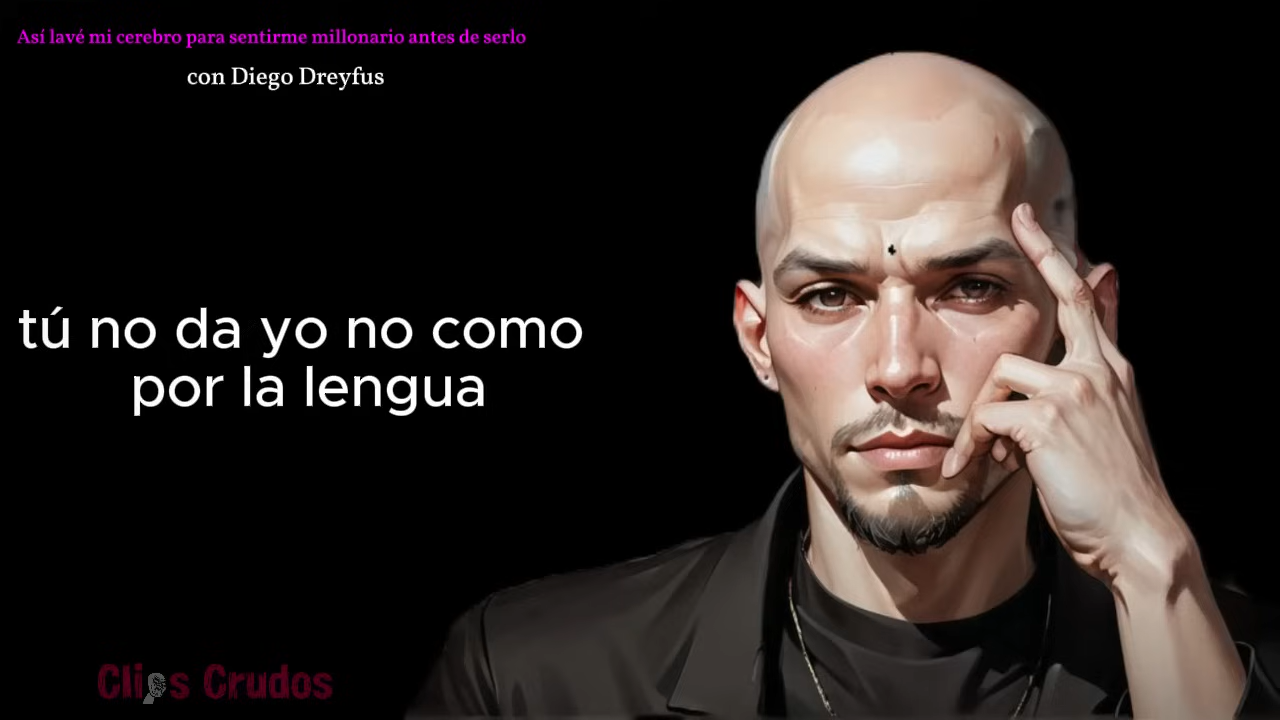 Así lavé mi cerebro para sentirme millonario antes de serlo
con Diego Dreyfus
tú no da yo no como
por la lengua
Clips Crudos